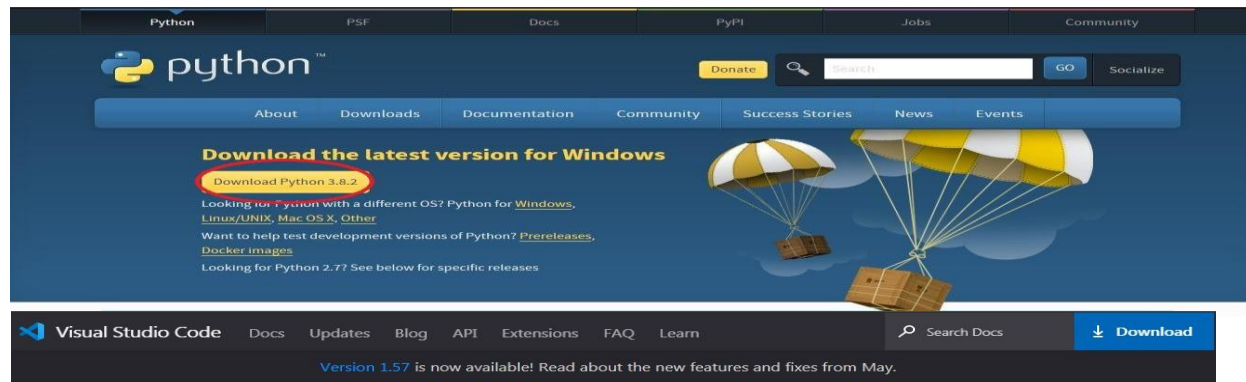 Python PSF Docs PyPI Jobs Community
python™
Donate Search GO Socialize
About Downloads Documentation Community Success Stories News Events
Download the latest version for Windows
Download Python 3.8.2
Looking for Python with a different OS? Python for Windows,
Linux/UNIX, Mac OS X, Other
Want to help test development versions of Python? Prereleases,
Docker images
Looking for Python 2.7? See below for specific releases
Visual Studio Code Docs Updates Blog API Extensions FAQ Learn Search Docs Download
Version 1.57 is now available! Read about the new features and fixes from May.